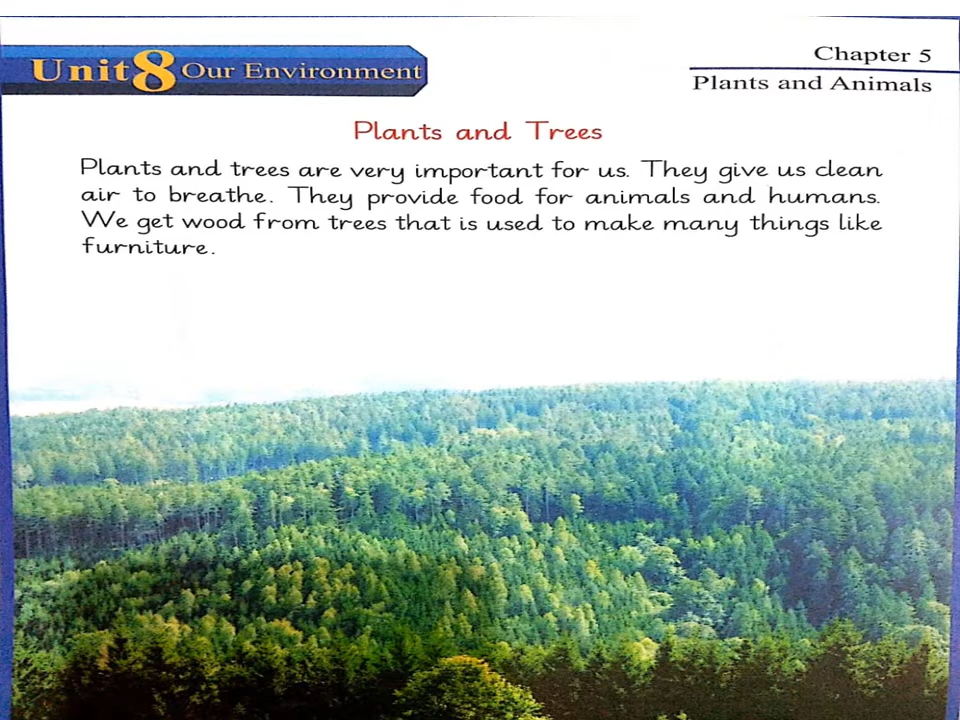 Unit 8 Our Environment
Chapter 5
Plants and Animals
Plants and Trees
Plants and trees are very important for us. They give us clean
air to breathe. They provide food for animals and humans.
We get wood from trees that is used to make many things like
furniture.